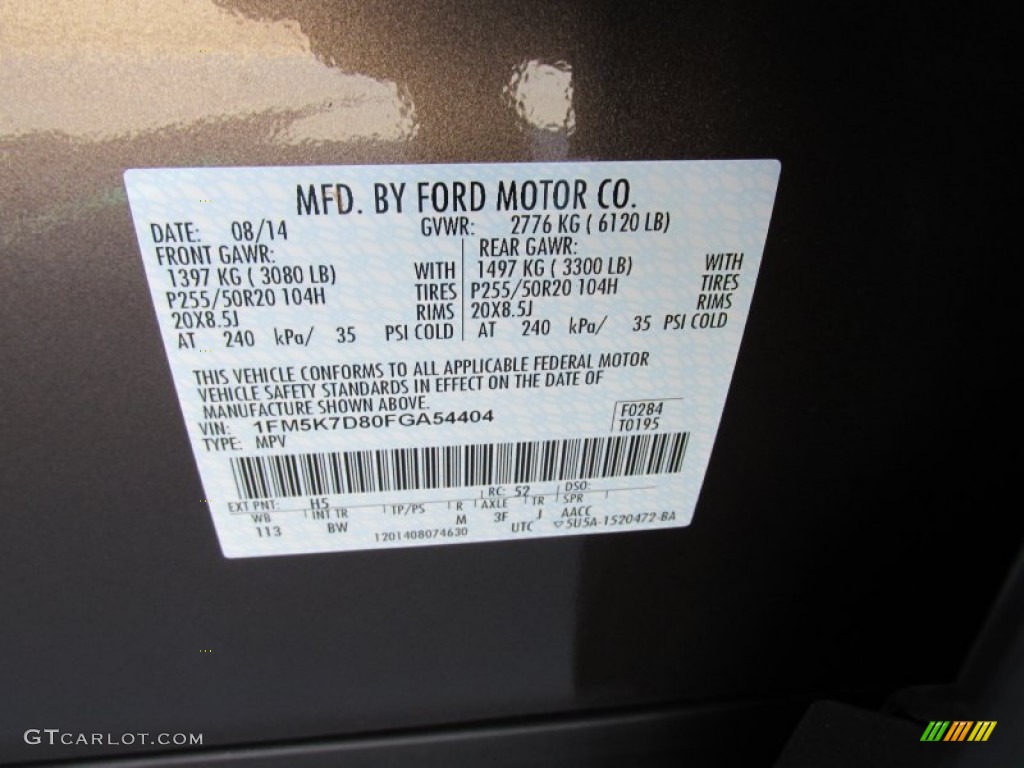 MFD. BY FORD MOTOR CO.
DATE: 08/14 GVWR: 2776 KG ( 6120 LB)
FRONT GAWR: REAR GAWR:
1397 KG ( 3080 LB) WITH 1497 KG ( 3300 LB) WITH
P255/50R20 104H TIRES P255/50R20 104H TIRES
20X8.5J RIMS 20X8.5J RIMS
AT 240 kPa/ 35 PSI COLD AT 240 kPa/ 35 PSI COLD
THIS VEHICLE CONFORMS TO ALL APPLICABLE FEDERAL MOTOR
VEHICLE SAFETY STANDARDS IN EFFECT ON THE DATE OF
MANUFACTURE SHOWN ABOVE.
VIN: 1FM5K7D80FGA54404 F0284
TYPE: MPV T0195
EXT PNT: H5 RC: 52 DSO:
WB INT TR TP/PS R AXLE TR SPR
113 BW M 3F J AACC
1201408074630 UTC ▽5U5A-1520472-BA
GTCARLOT.COM